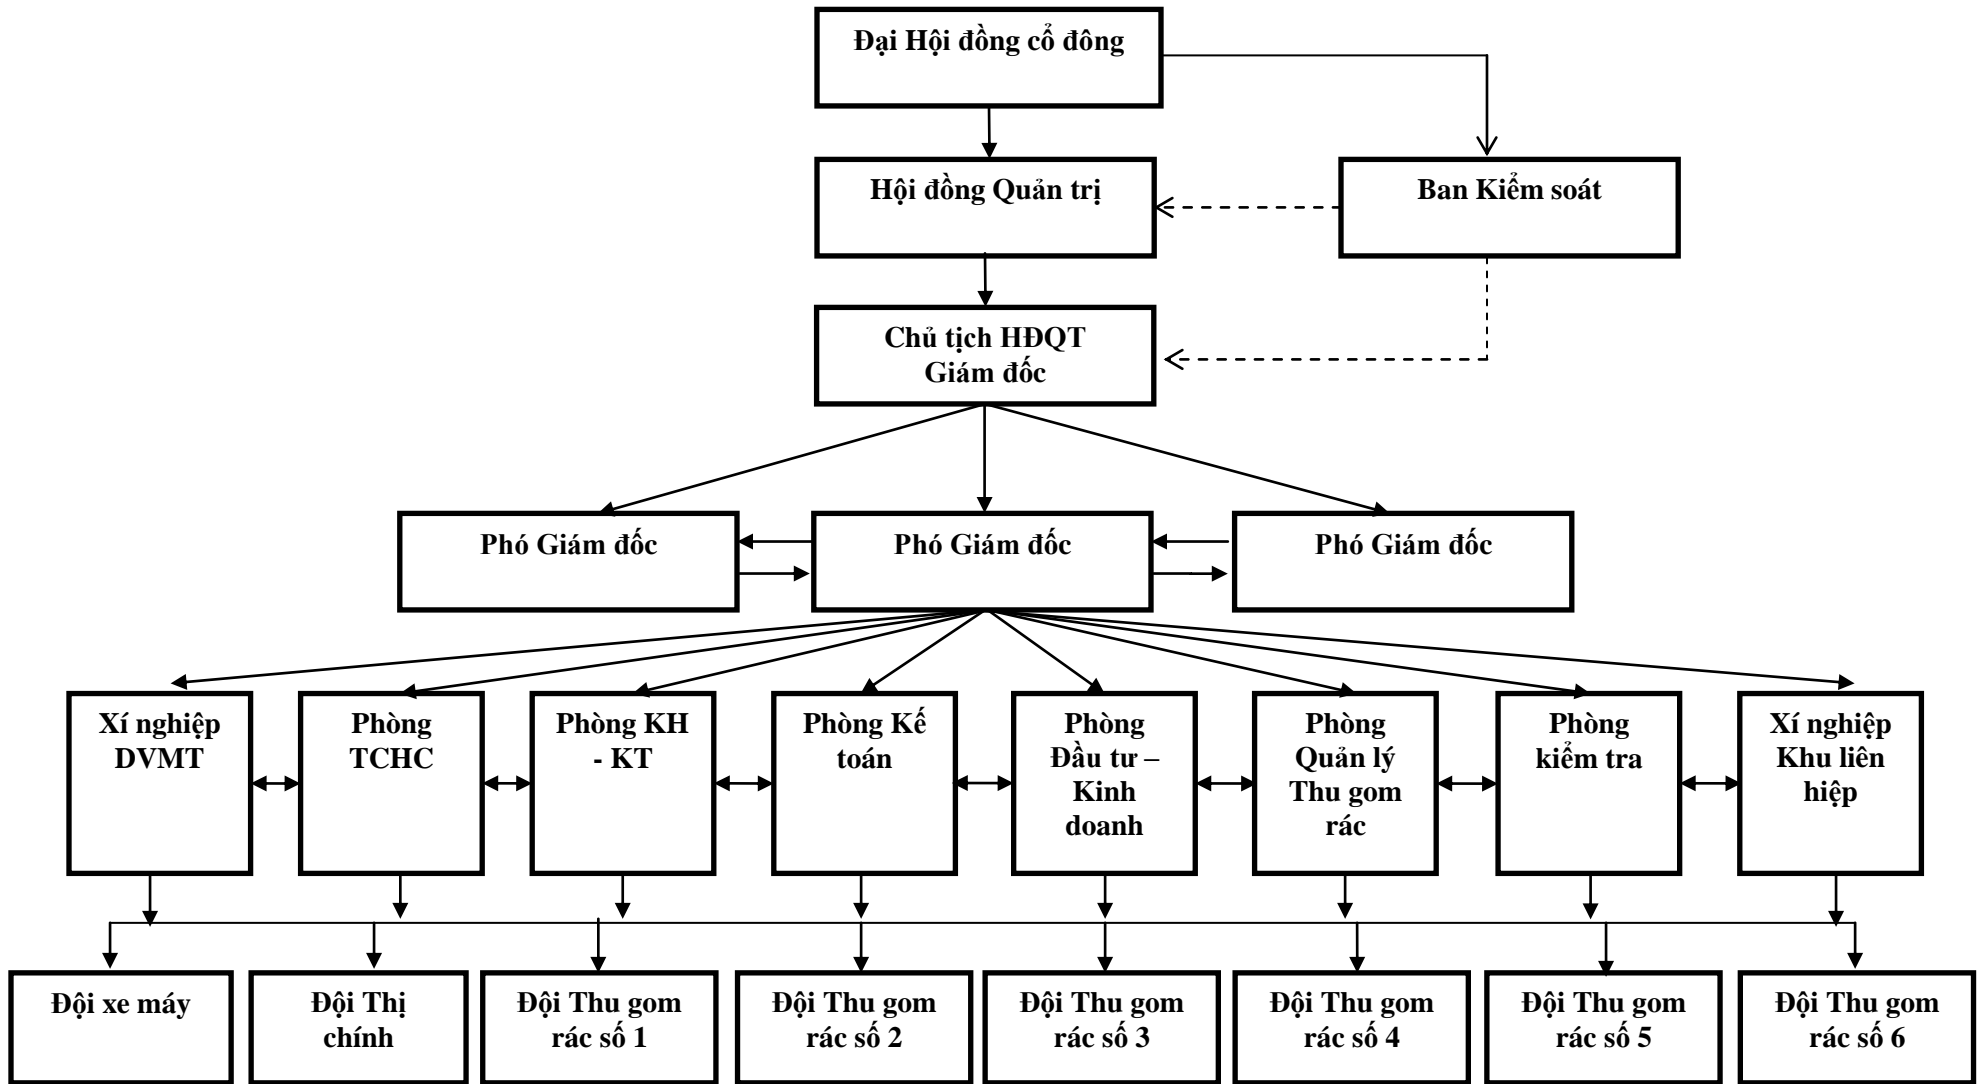 Đại Hội đồng cổ đông
Hội đồng Quản trị
Ban Kiểm soát
Chủ tịch HĐQT
Giám đốc
Phó Giám đốc
Phó Giám đốc
Phó Giám đốc
Xí nghiệp
DVMT
Phòng
TCHC
Phòng KH
- KT
Phòng Kế
toán
Phòng
Đầu tư –
Kinh
doanh
Phòng
Quản lý
Thu gom
rác
Phòng
kiểm tra
Xí nghiệp
Khu liên
hiệp
Đội xe máy
Đội Thị
chính
Đội Thu gom
rác số 1
Đội Thu gom
rác số 2
Đội Thu gom
rác số 3
Đội Thu gom
rác số 4
Đội Thu gom
rác số 5
Đội Thu gom
rác số 6